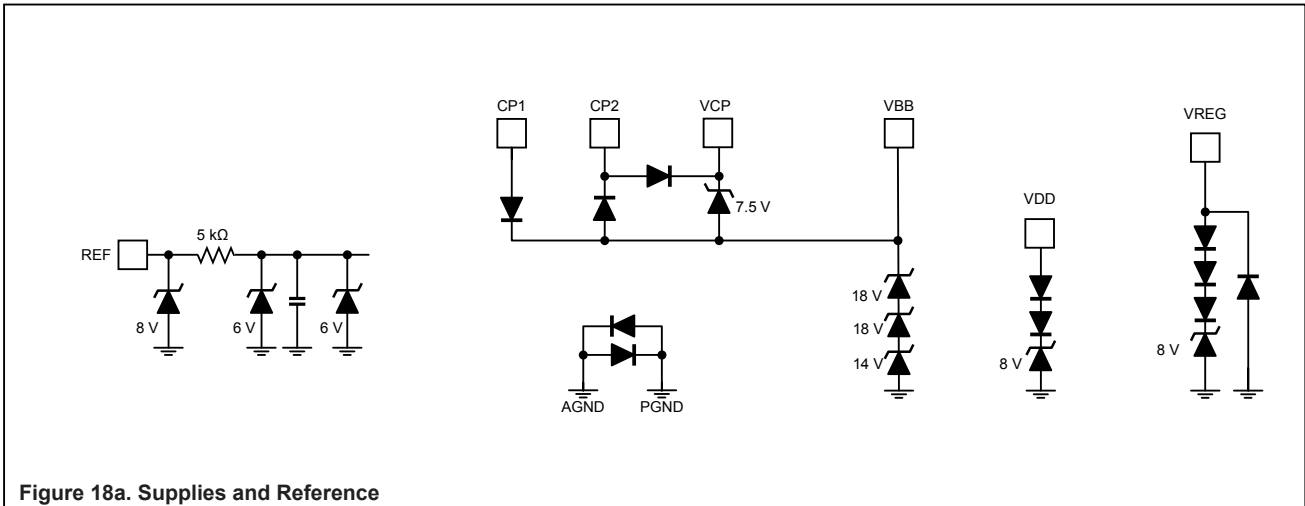 CP1 CP2 VCP VBB
VREG
7.5 V
VDD
5 kΩ
REF
18 V
8 V 6 V 6 V
18 V
8 V
14 V 8 V
AGND PGND
Figure 18a. Supplies and Reference